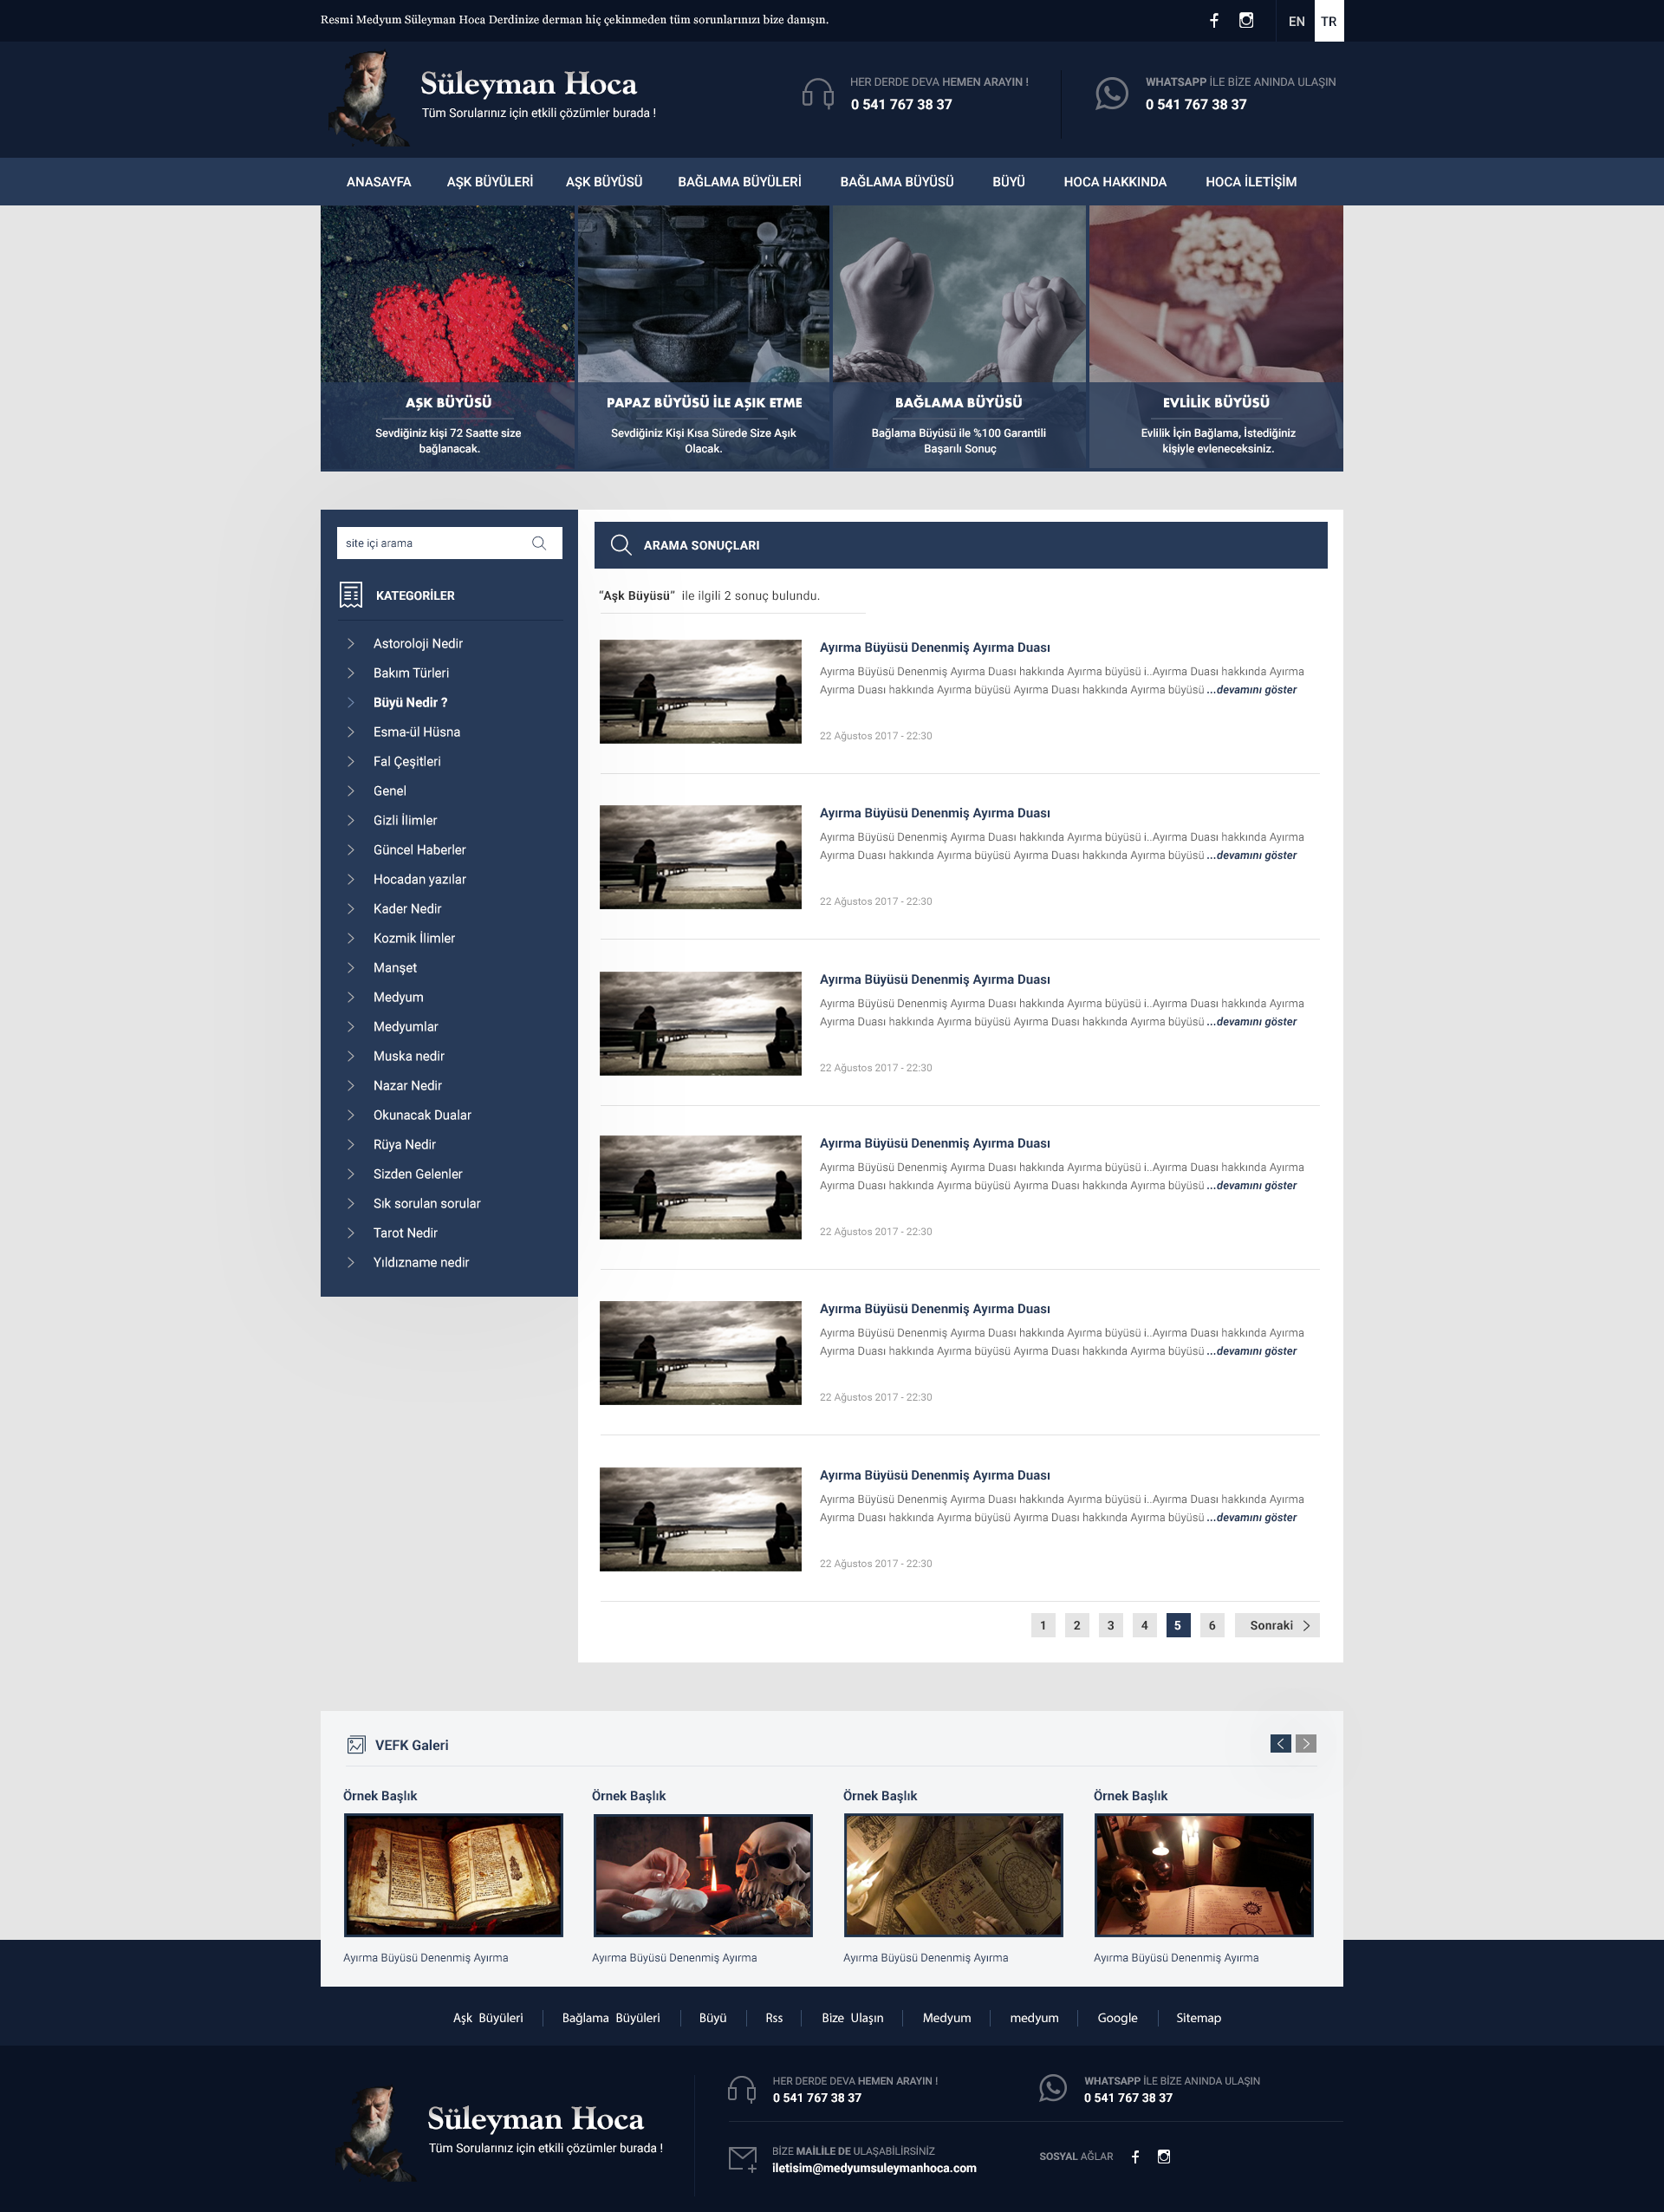 Resmi Medyum Süleyman Hoca Derdinize derman hiç çekinmeden tüm sorunlarınızı bize danışın.
EN TR
Süleyman Hoca
Tüm Sorularınız için etkili çözümler burada !
HER DERDE DEVA HEMEN ARAYIN !
0 541 767 38 37
WHATSAPP İLE BİZE ANINDA ULAŞIN
0 541 767 38 37
ANASAYFA AŞK BÜYÜLERİ AŞK BÜYÜSÜ BAĞLAMA BÜYÜLERİ BAĞLAMA BÜYÜSÜ BÜYÜ HOCA HAKKINDA HOCA İLETİŞİM
AŞK BÜYÜSÜ
Sevdiğiniz kişi 72 Saatte size
bağlanacak.
PAPAZ BÜYÜSÜ İLE AŞIK ETME
Sevdiğiniz Kişi Kısa Sürede Size Aşık
Olacak.
BAĞLAMA BÜYÜSÜ
Bağlama Büyüsü ile %100 Garantili
Başarılı Sonuç
EVLİLİK BÜYÜSÜ
Evlilik İçin Bağlama, İstediğiniz
kişiyle evleneceksiniz.
site içi arama
KATEGORİLER
Astoroloji Nedir
Bakım Türleri
Büyü Nedir ?
Esma-ül Hüsna
Fal Çeşitleri
Genel
Gizli İlimler
Güncel Haberler
Hocadan yazılar
Kader Nedir
Kozmik İlimler
Manşet
Medyum
Medyumlar
Muska nedir
Nazar Nedir
Okunacak Dualar
Rüya Nedir
Sizden Gelenler
Sık sorulan sorular
Tarot Nedir
Yıldızname nedir
ARAMA SONUÇLARI
“Aşk Büyüsü” ile ilgili 2 sonuç bulundu.
Ayırma Büyüsü Denenmiş Ayırma Duası
Ayırma Büyüsü Denenmiş Ayırma Duası hakkında Ayırma büyüsü i..Ayırma Duası hakkında Ayırma
Ayırma Duası hakkında Ayırma büyüsü Ayırma Duası hakkında Ayırma büyüsü ...devamını göster
22 Ağustos 2017 - 22:30
Ayırma Büyüsü Denenmiş Ayırma Duası
Ayırma Büyüsü Denenmiş Ayırma Duası hakkında Ayırma büyüsü i..Ayırma Duası hakkında Ayırma
Ayırma Duası hakkında Ayırma büyüsü Ayırma Duası hakkında Ayırma büyüsü ...devamını göster
22 Ağustos 2017 - 22:30
Ayırma Büyüsü Denenmiş Ayırma Duası
Ayırma Büyüsü Denenmiş Ayırma Duası hakkında Ayırma büyüsü i..Ayırma Duası hakkında Ayırma
Ayırma Duası hakkında Ayırma büyüsü Ayırma Duası hakkında Ayırma büyüsü ...devamını göster
22 Ağustos 2017 - 22:30
Ayırma Büyüsü Denenmiş Ayırma Duası
Ayırma Büyüsü Denenmiş Ayırma Duası hakkında Ayırma büyüsü i..Ayırma Duası hakkında Ayırma
Ayırma Duası hakkında Ayırma büyüsü Ayırma Duası hakkında Ayırma büyüsü ...devamını göster
22 Ağustos 2017 - 22:30
Ayırma Büyüsü Denenmiş Ayırma Duası
Ayırma Büyüsü Denenmiş Ayırma Duası hakkında Ayırma büyüsü i..Ayırma Duası hakkında Ayırma
Ayırma Duası hakkında Ayırma büyüsü Ayırma Duası hakkında Ayırma büyüsü ...devamını göster
22 Ağustos 2017 - 22:30
Ayırma Büyüsü Denenmiş Ayırma Duası
Ayırma Büyüsü Denenmiş Ayırma Duası hakkında Ayırma büyüsü i..Ayırma Duası hakkında Ayırma
Ayırma Duası hakkında Ayırma büyüsü Ayırma Duası hakkında Ayırma büyüsü ...devamını göster
22 Ağustos 2017 - 22:30
1 2 3 4 5 6 Sonraki
VEFK Galeri
Örnek Başlık Örnek Başlık Örnek Başlık Örnek Başlık
Ayırma Büyüsü Denenmiş Ayırma Ayırma Büyüsü Denenmiş Ayırma Ayırma Büyüsü Denenmiş Ayırma Ayırma Büyüsü Denenmiş Ayırma
Aşk Büyüleri Bağlama Büyüleri Büyü Rss Bize Ulaşın Medyum medyum Google Sitemap
Süleyman Hoca
Tüm Sorularınız için etkili çözümler burada !
HER DERDE DEVA HEMEN ARAYIN !
0 541 767 38 37
WHATSAPP İLE BİZE ANINDA ULAŞIN
0 541 767 38 37
BİZE MAİLİLE DE ULAŞABİLİRSİNİZ
iletisim@medyumsuleymanhoca.com
SOSYAL AĞLAR